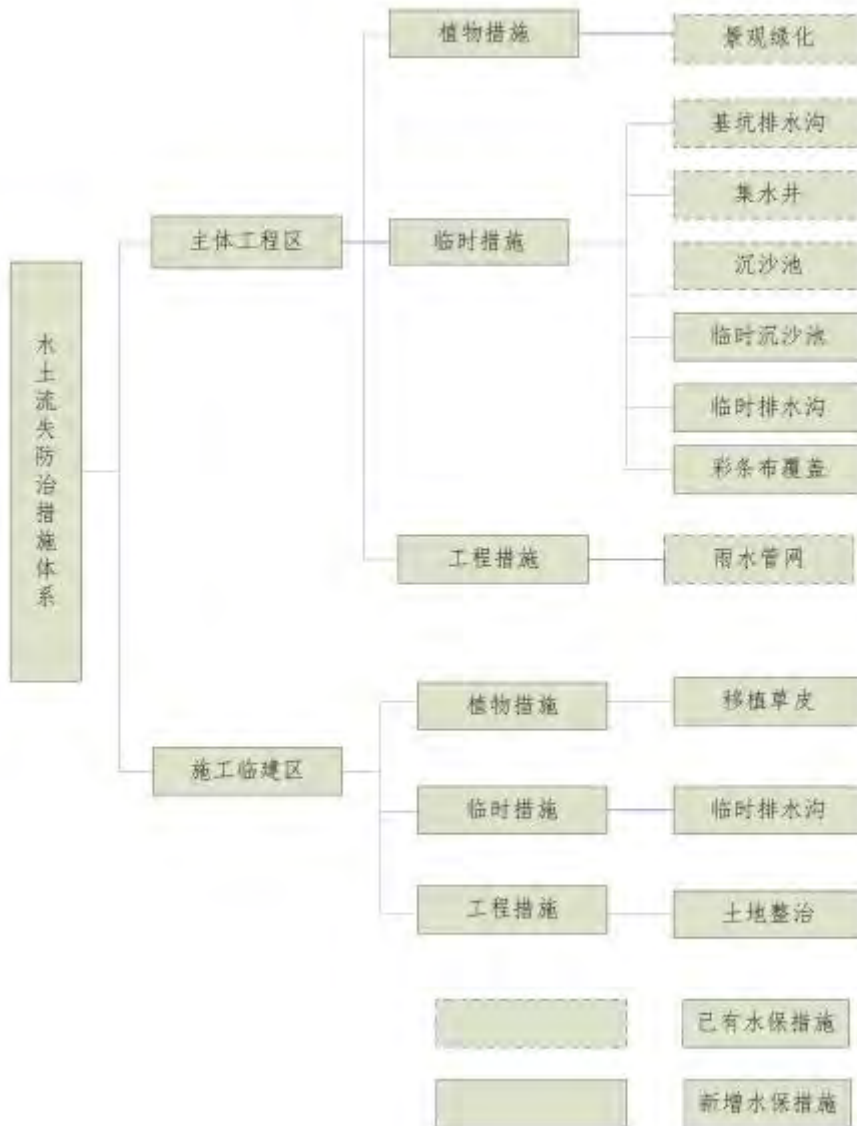 水土流失防治措施体系
主体工程区
植物措施
景观绿化
临时措施
基坑排水沟
集水井
沉沙池
临时沉沙池
临时排水沟
彩条布覆盖
工程措施
雨水管网
施工临建区
植物措施
移植草皮
临时措施
临时排水沟
工程措施
土地整治
已有水保措施
新增水保措施